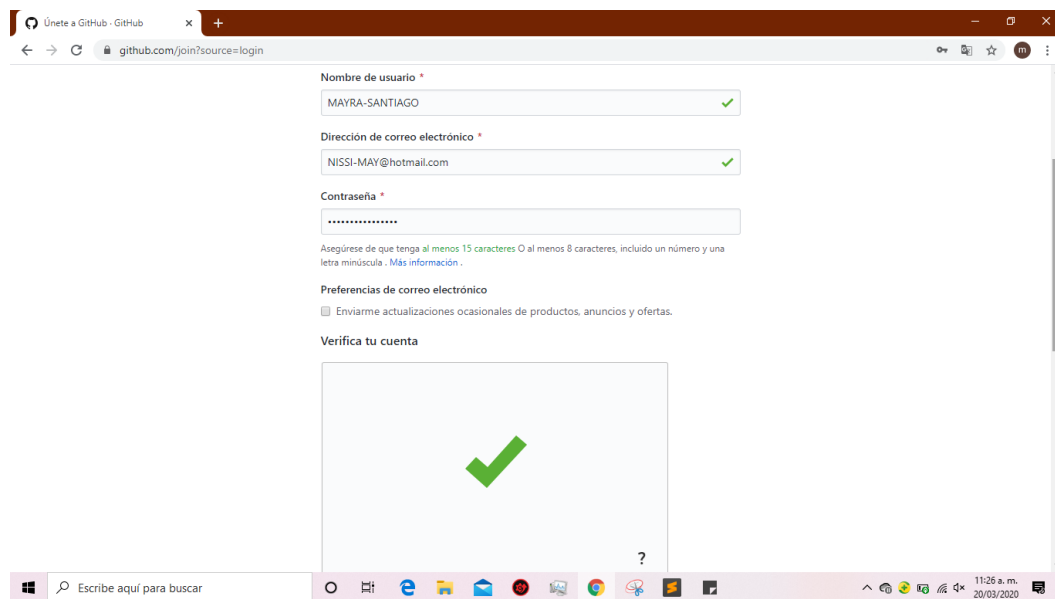 Únete a GitHub · GitHub
github.com/join?source=login
m
Nombre de usuario *
MAYRA-SANTIAGO
Dirección de correo electrónico *
NISSI-MAY@hotmail.com
Contraseña *
••••••••••••••••
Asegúrese de que tenga al menos 15 caracteres O al menos 8 caracteres, incluido un número y una
letra minúscula . Más información .
Preferencias de correo electrónico
Enviarme actualizaciones ocasionales de productos, anuncios y ofertas.
Verifica tu cuenta
?
Escribe aquí para buscar
11:26 a. m.
20/03/2020